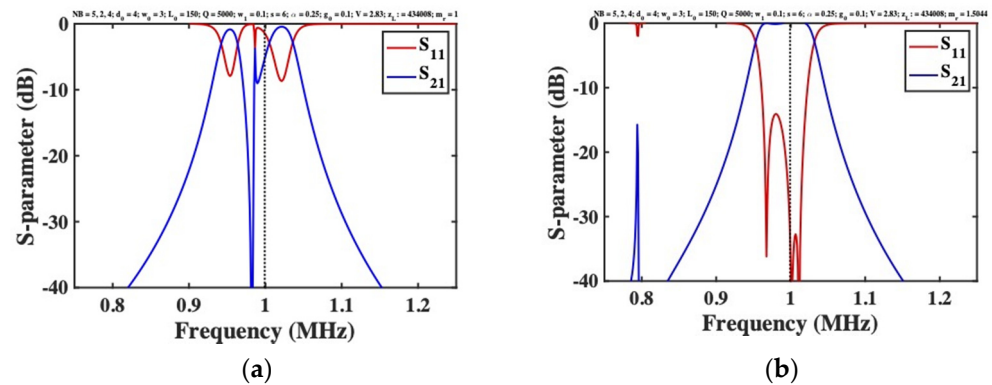 NB = 5, 2, 4; d₀ = 4; w₀ = 3; L₀ = 150; Q = 5000; w₁ = 0.1; s = 6; α = 0.25; g₀ = 0.1; V = 2.83; z_L: = 434008; m_r = 1
0
-10
-20
-30
-40
S-parameter (dB)
S₁₁
S₂₁
0.8 0.9 1 1.1 1.2
Frequency (MHz)
(a)
NB = 5, 2, 4; d₀ = 4; w₀ = 3; L₀ = 150; Q = 5000; w₁ = 0.1; s = 6; α = 0.25; g₀ = 0.1; V = 2.83; z_L: = 434008; m_r = 1.5044
0
-10
-20
-30
-40
S-parameter (dB)
S₁₁
S₂₁
0.8 0.9 1 1.1 1.2
Frequency (MHz)
(b)